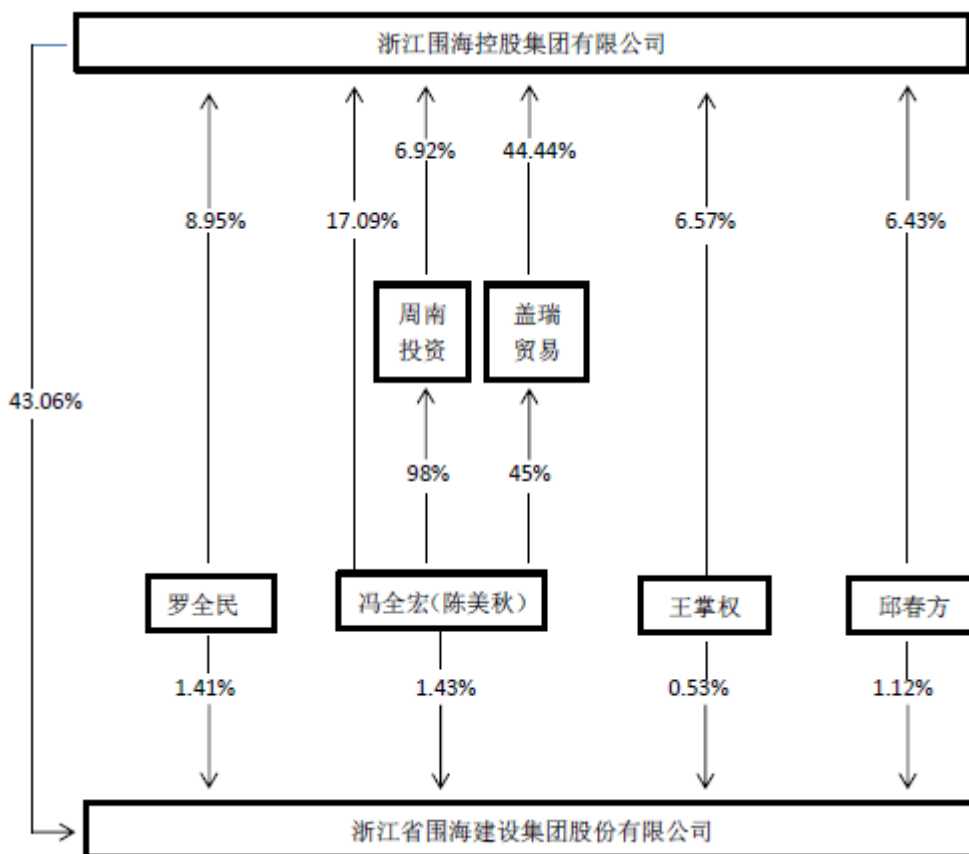 浙江围海控股集团有限公司
6.92%
44.44%
8.95%
17.09%
6.57%
6.43%
周南
投资
盖瑞
贸易
43.06%
98%
45%
罗全民
冯全宏（陈美秋）
王掌权
邱春方
1.41%
1.43%
0.53%
1.12%
浙江省围海建设集团股份有限公司